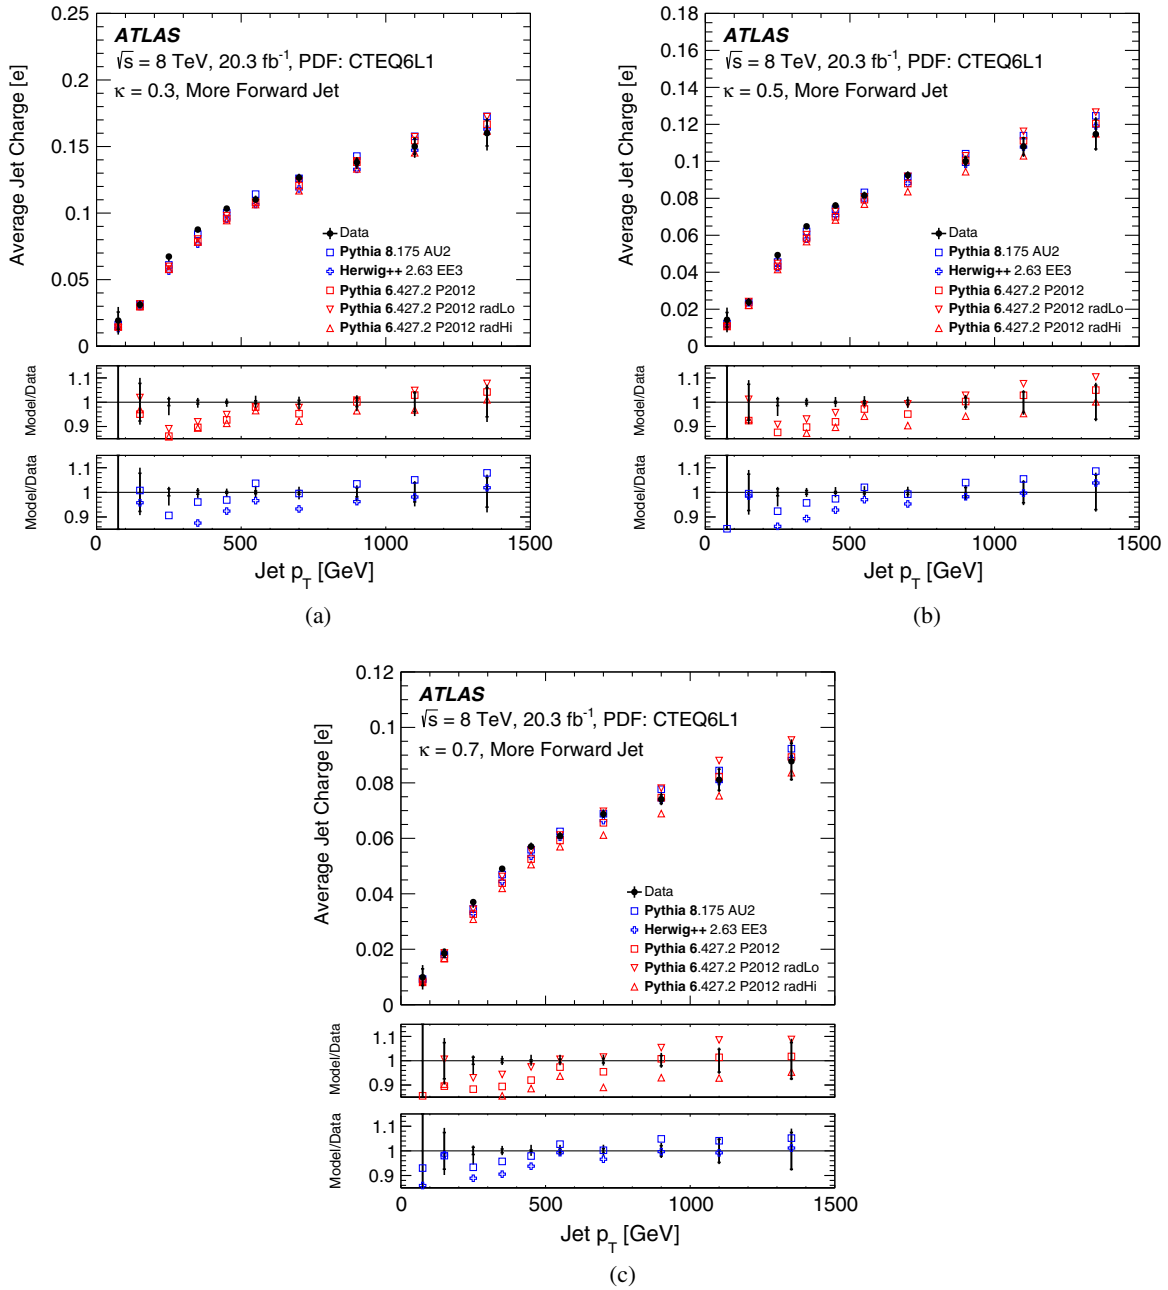 ATLAS
√s = 8 TeV, 20.3 fb⁻¹, PDF: CTEQ6L1
κ = 0.3, More Forward Jet
Average Jet Charge [e]
0.25
0.2
0.15
0.1
0.05
0
Data
Pythia 8.175 AU2
Herwig++ 2.63 EE3
Pythia 6.427.2 P2012
Pythia 6.427.2 P2012 radLo
Pythia 6.427.2 P2012 radHi
Model/Data
1.1
1
0.9
Model/Data
1.1
1
0.9
0 500 1000 1500
Jet p_T [GeV]
(a)
ATLAS
√s = 8 TeV, 20.3 fb⁻¹, PDF: CTEQ6L1
κ = 0.5, More Forward Jet
Average Jet Charge [e]
0.18
0.16
0.14
0.12
0.1
0.08
0.06
0.04
0.02
0
Data
Pythia 8.175 AU2
Herwig++ 2.63 EE3
Pythia 6.427.2 P2012
Pythia 6.427.2 P2012 radLo
Pythia 6.427.2 P2012 radHi
Model/Data
1.1
1
0.9
Model/Data
1.1
1
0.9
0 500 1000 1500
Jet p_T [GeV]
(b)
ATLAS
√s = 8 TeV, 20.3 fb⁻¹, PDF: CTEQ6L1
κ = 0.7, More Forward Jet
Average Jet Charge [e]
0.12
0.1
0.08
0.06
0.04
0.02
0
Data
Pythia 8.175 AU2
Herwig++ 2.63 EE3
Pythia 6.427.2 P2012
Pythia 6.427.2 P2012 radLo
Pythia 6.427.2 P2012 radHi
Model/Data
1.1
1
0.9
Model/Data
1.1
1
0.9
0 500 1000 1500
Jet p_T [GeV]
(c)